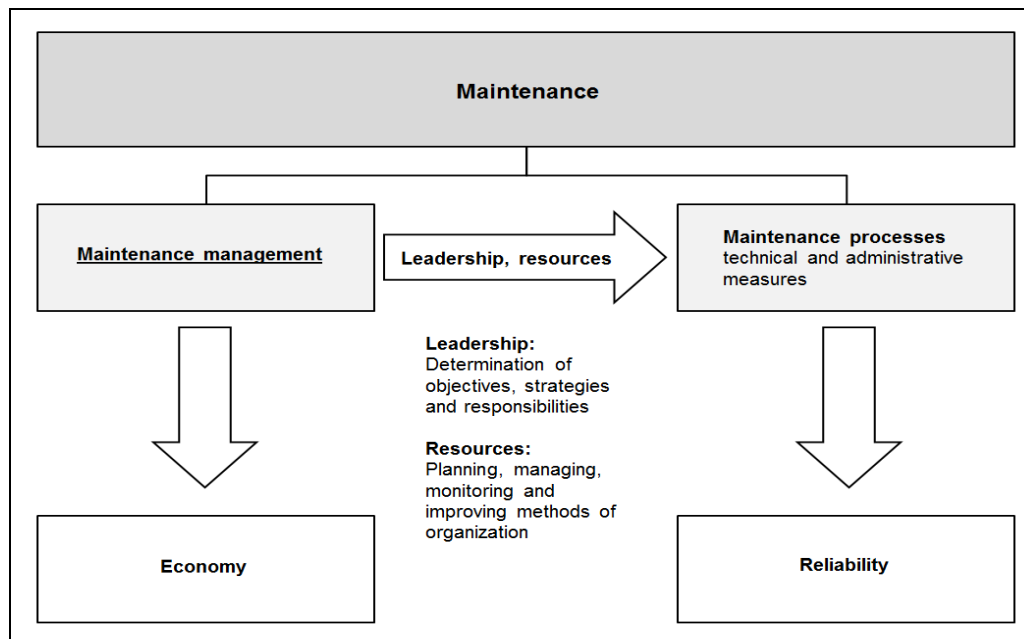 Maintenance
Maintenance management
Leadership, resources
Maintenance processes
technical and administrative
measures
Leadership:
Determination of
objectives, strategies
and responsibilities
Resources:
Planning, managing,
monitoring and
improving methods of
organization
Economy
Reliability